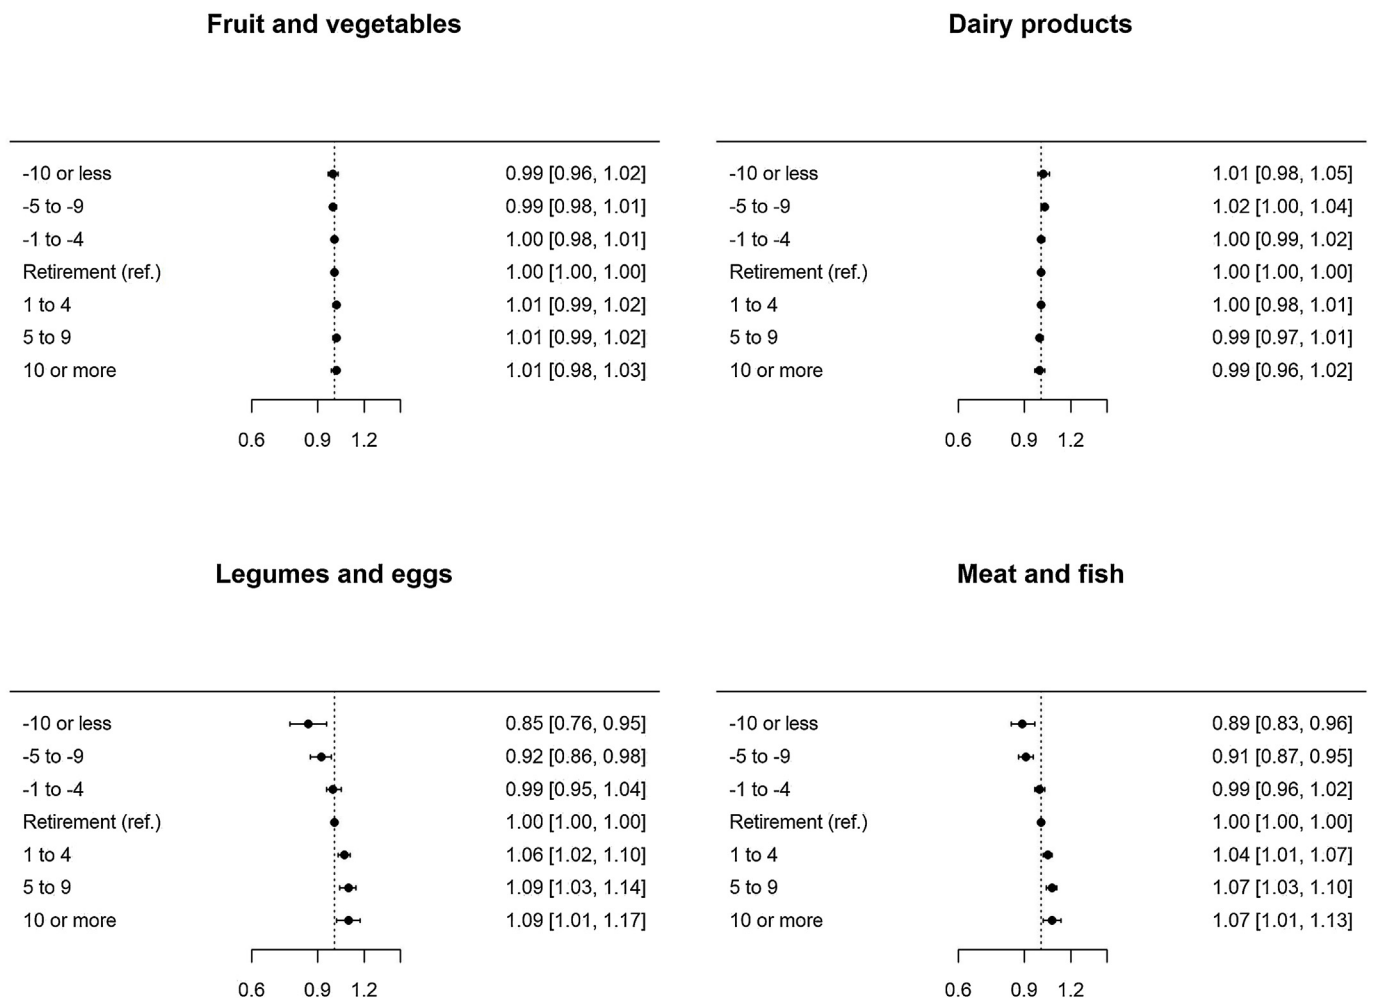 Fruit and vegetables
-10 or less 0.99 [0.96, 1.02]
-5 to -9 0.99 [0.98, 1.01]
-1 to -4 1.00 [0.98, 1.01]
Retirement (ref.) 1.00 [1.00, 1.00]
1 to 4 1.01 [0.99, 1.02]
5 to 9 1.01 [0.99, 1.02]
10 or more 1.01 [0.98, 1.03]
0.6 0.9 1.2
Dairy products
-10 or less 1.01 [0.98, 1.05]
-5 to -9 1.02 [1.00, 1.04]
-1 to -4 1.00 [0.99, 1.02]
Retirement (ref.) 1.00 [1.00, 1.00]
1 to 4 1.00 [0.98, 1.01]
5 to 9 0.99 [0.97, 1.01]
10 or more 0.99 [0.96, 1.02]
0.6 0.9 1.2
Legumes and eggs
-10 or less 0.85 [0.76, 0.95]
-5 to -9 0.92 [0.86, 0.98]
-1 to -4 0.99 [0.95, 1.04]
Retirement (ref.) 1.00 [1.00, 1.00]
1 to 4 1.06 [1.02, 1.10]
5 to 9 1.09 [1.03, 1.14]
10 or more 1.09 [1.01, 1.17]
0.6 0.9 1.2
Meat and fish
-10 or less 0.89 [0.83, 0.96]
-5 to -9 0.91 [0.87, 0.95]
-1 to -4 0.99 [0.96, 1.02]
Retirement (ref.) 1.00 [1.00, 1.00]
1 to 4 1.04 [1.01, 1.07]
5 to 9 1.07 [1.03, 1.10]
10 or more 1.07 [1.01, 1.13]
0.6 0.9 1.2